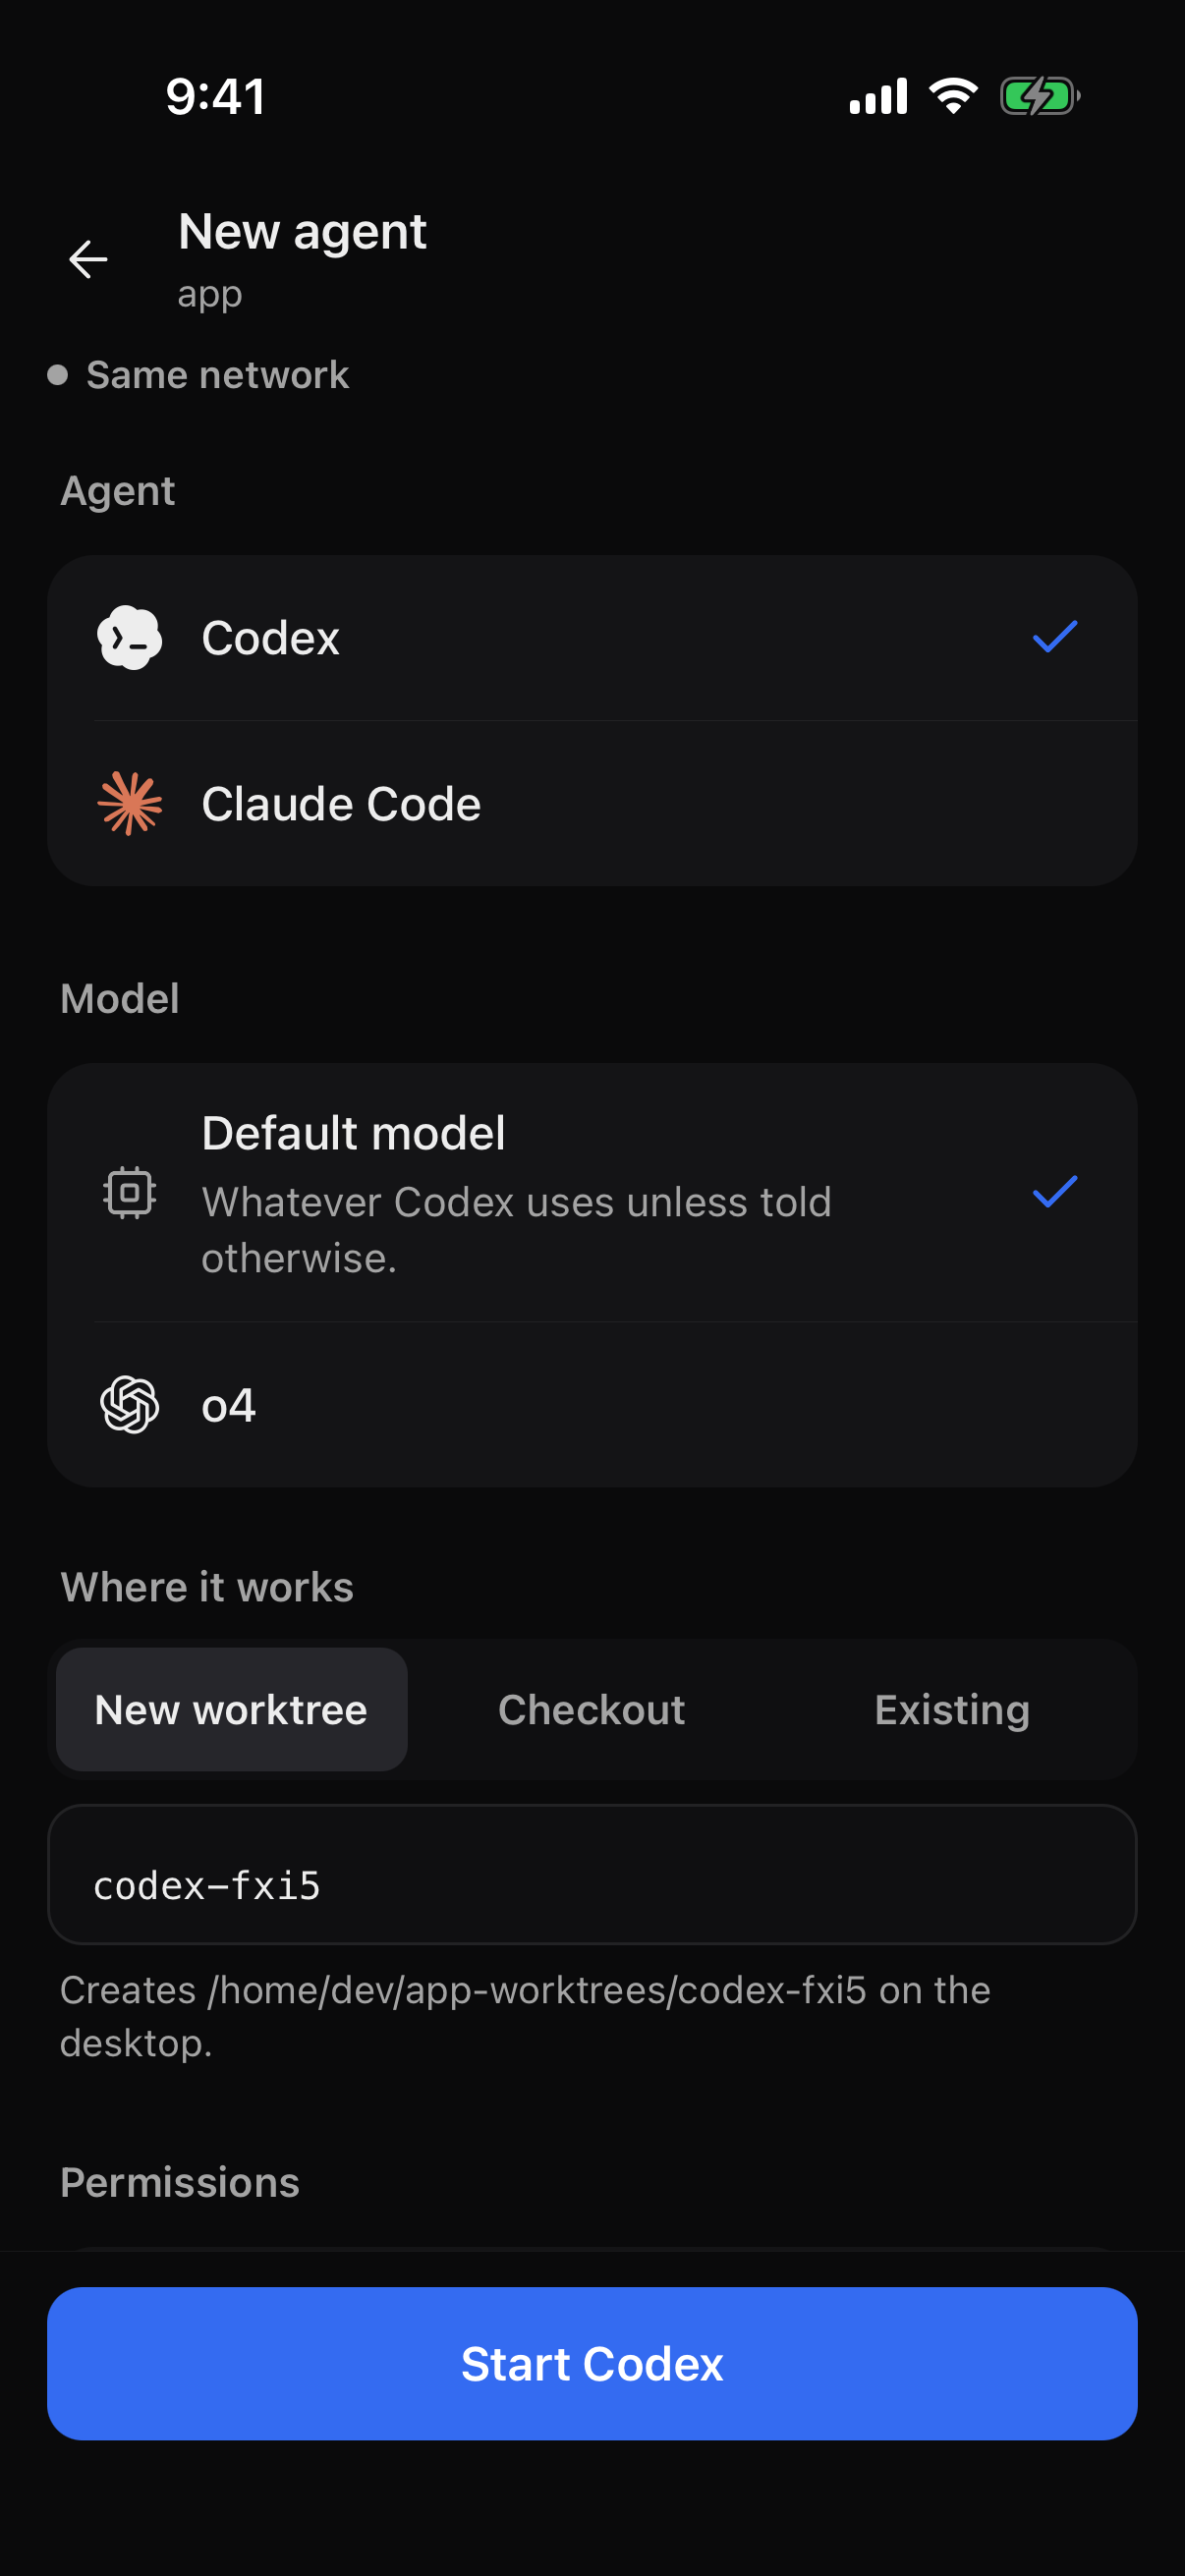 9:41
New agent
app
Same network
Agent
Codex
Claude Code
Model
Default model
Whatever Codex uses unless told
otherwise.
o4
Where it works
New worktree
Checkout
Existing
codex-fxi5
Creates /home/dev/app-worktrees/codex-fxi5 on the
desktop.
Permissions
Start Codex